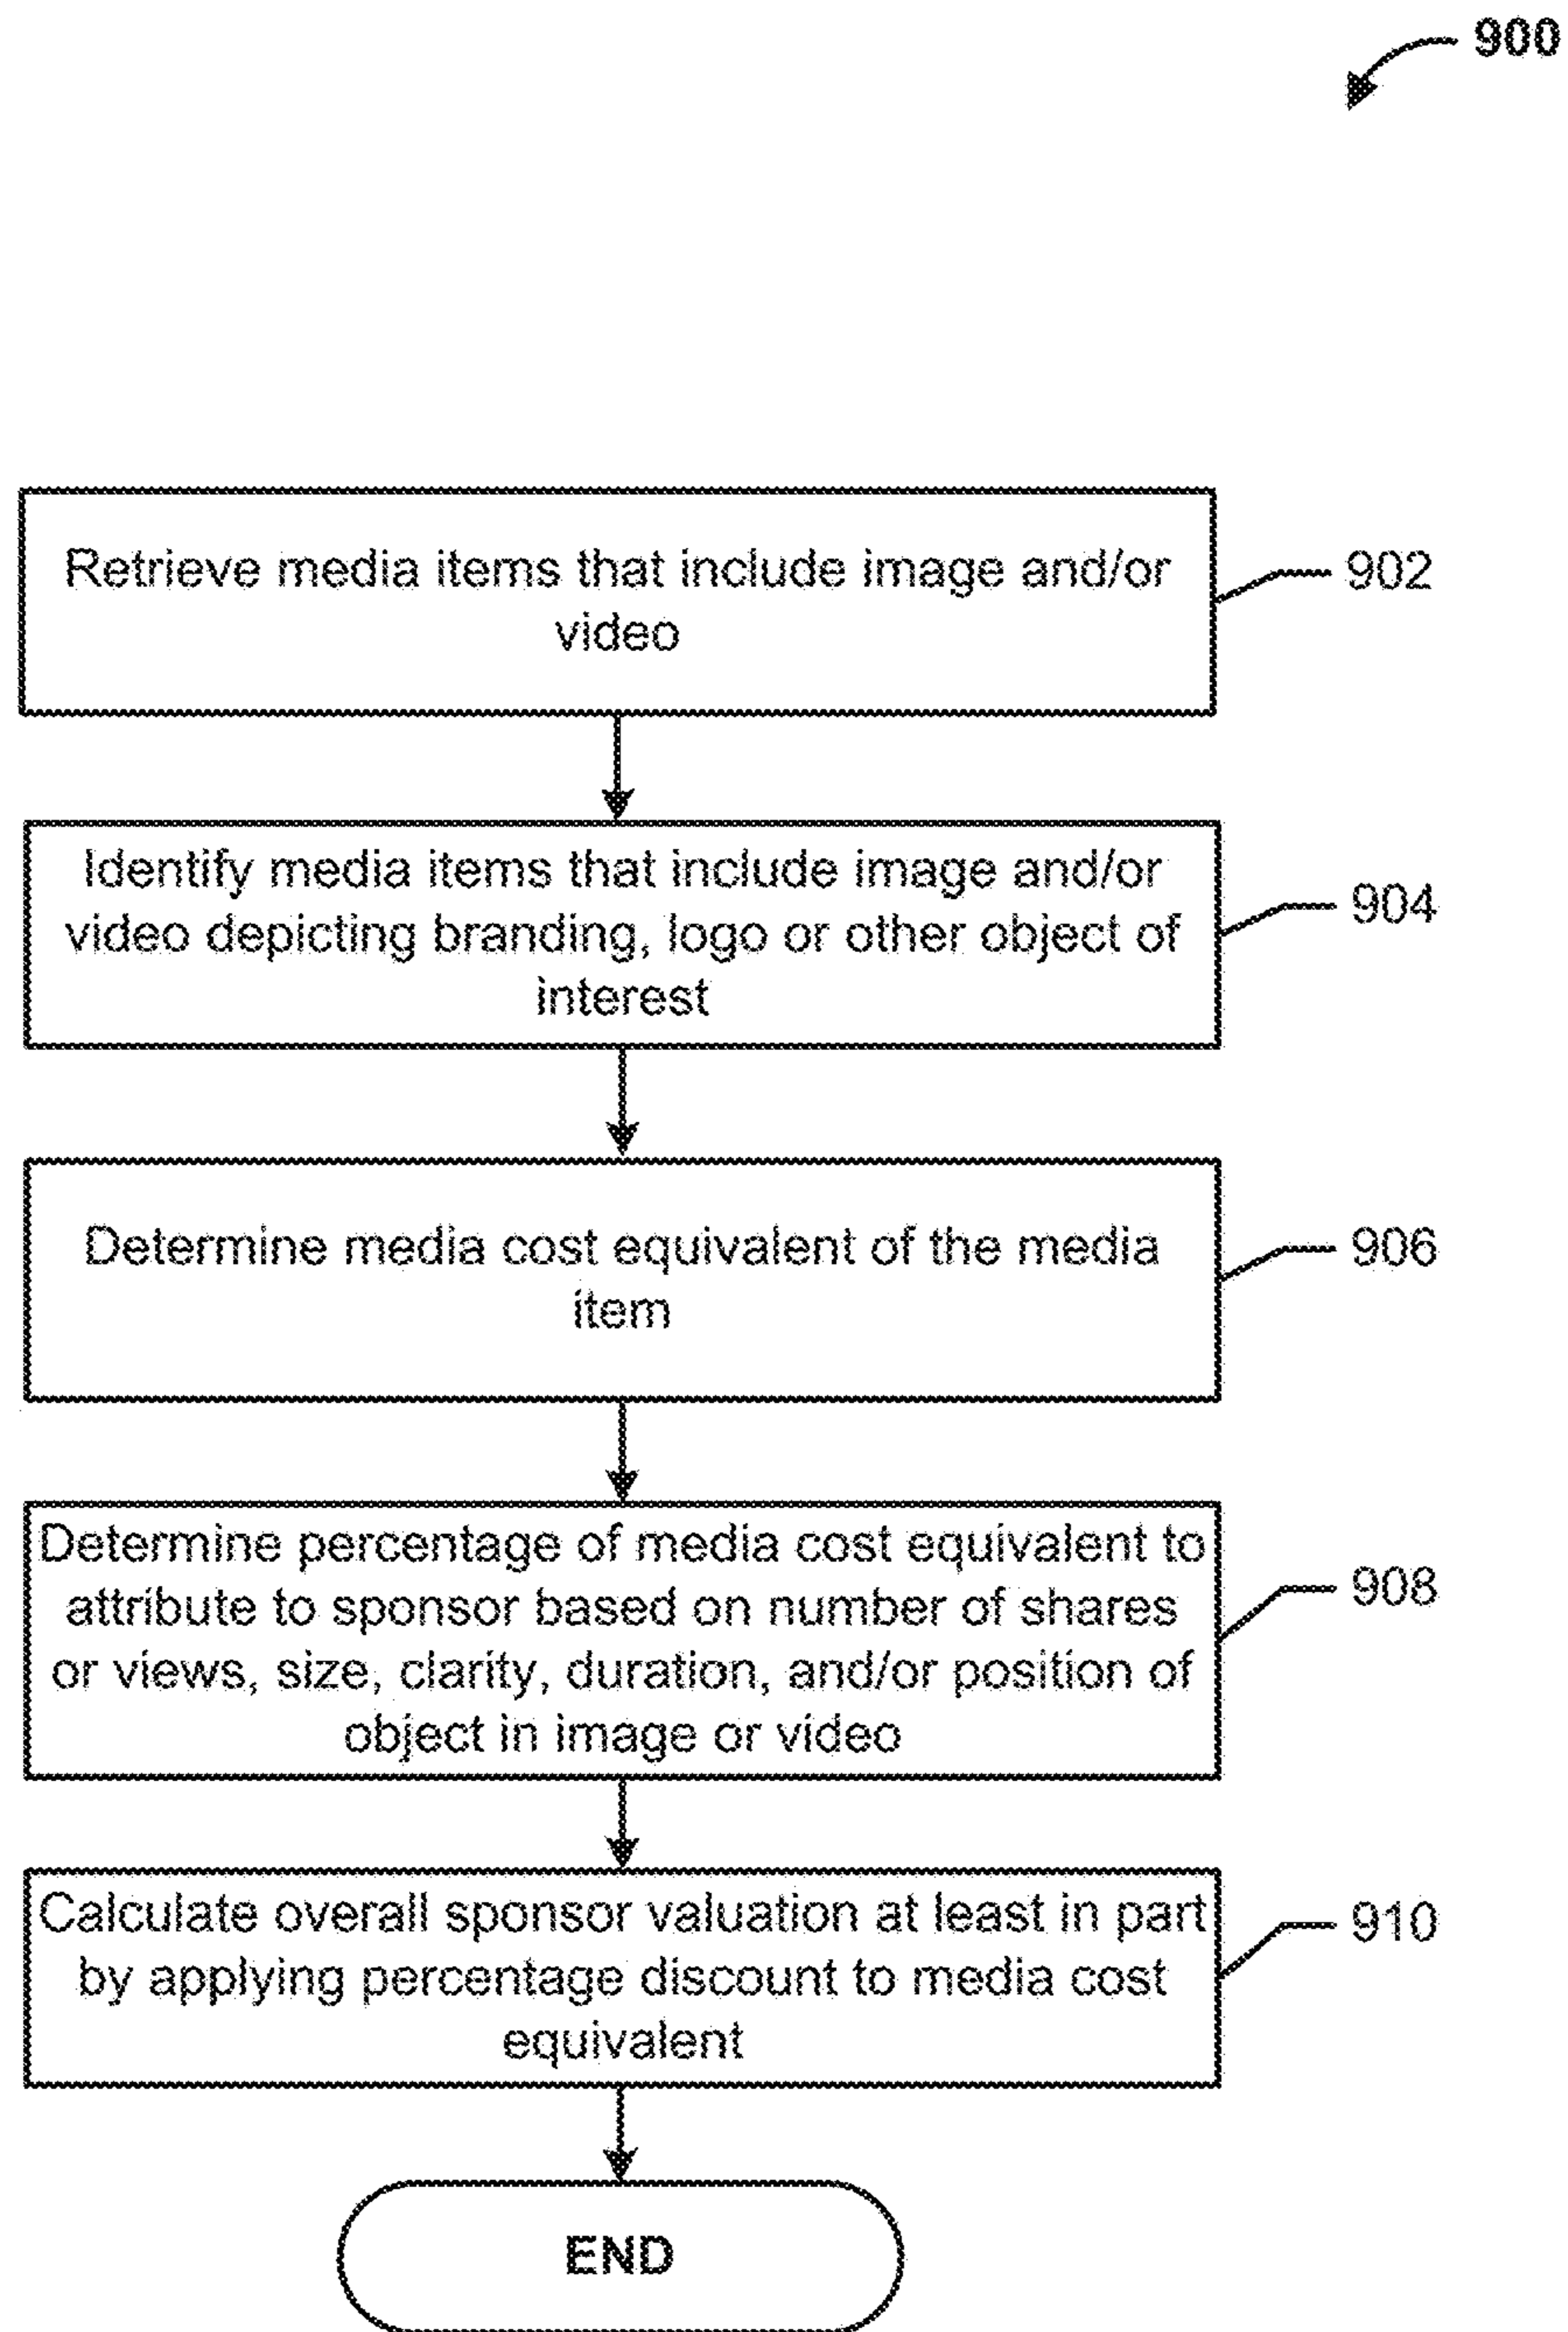 900
Retrieve media items that include image and/or
video
902
Identify media items that include image and/or
video depicting branding, logo or other object of
interest
904
Determine media cost equivalent of the media
item
906
Determine percentage of media cost equivalent to
attribute to sponsor based on number of shares
or views, size, clarity, duration, and/or position of
object in image or video
908
Calculate overall sponsor valuation at least in part
by applying percentage discount to media cost
equivalent
910
END